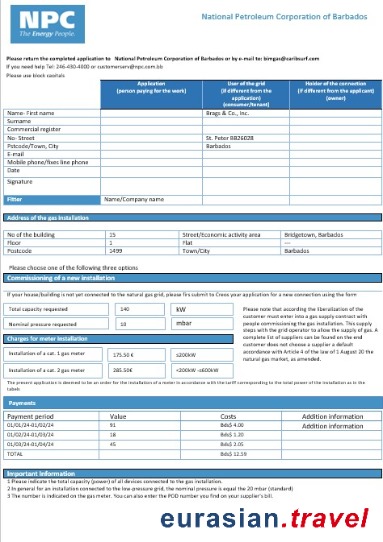 NPC
The Energy People.
National Petroleum Corporation of Barbados
Please return the completed application to National Petroleum Corporation of Barbados or by e-mail to: bimgas@caribsurf.com
If you need help Tel: 246-430-4000 or customerserv@npc.com.bb
Please use block capitals
Application (person paying for the work)
User of the grid (if different from the application) (consumer/tenant)
Holder of the connection (if different from the applicant) (owner)
Name- First name Brags & Co., Inc.
Surname
Commercial register
No- Street St. Peter BB26028
Pstcode/Town, City Barbados
E-mail
Mobile phone/fixes line phone
Date
Signature
Fitter Name/Company name
Address of the gas installation
No of the building 15 Street/Economic activity area Bridgetown, Barbados
Floor 1 Flat ---
Postcode 1499 Town/City Barbados
Please choose one of the following three options
Commissioning of a new installation
If your house/building is not yet connected to the natural gas grid, please firs submit to Creos your application for a new connection using the form
Total capacity requested 140 kW
Nominal pressure requested 18 mbar
Please note that according the liberalization of the
customer must enter into a gas supply contract with
people commissioning the gas installation. This supply
steps with the grid operator to allow the supply of gas. A
complete list of suppliers can be found on the end
customer does not choose a supplier a default
accordance with Article 4 of the law of 1 August 20 the
natural gas market, as amended.
Charges for meter installation
Installation of a cat. 1 gas meter 175.50 € ≤200kW
Installation of a cat. 2 gas meter 285.50€ <200kW-≤600kW
The present application is deemed to be an order for the installation of a meter in accordance with the tariff corresponding to the total power of the installation as in the
tabel:
Payments
Payment period Value Costs Addition information
01/01/24-01/02/24 91 Bds$ 4.00 Addition information
01/02/24-01/03/24 18 Bds$ 1.20
01/03/24-01/04/24 45 Bds$ 2.05
TOTAL Bds$ 12.59
Important information
1 Please indicate the total capacity (power) of all devices connected to the gas installation.
2 In general for an installation connected to the low-pressure grid, the nominal pressure is equal the 20 mbar (standard)
3 The number is indicated on the gas meter. You can also enter the POD number you find on your supplier's bill.
eurasian.travel